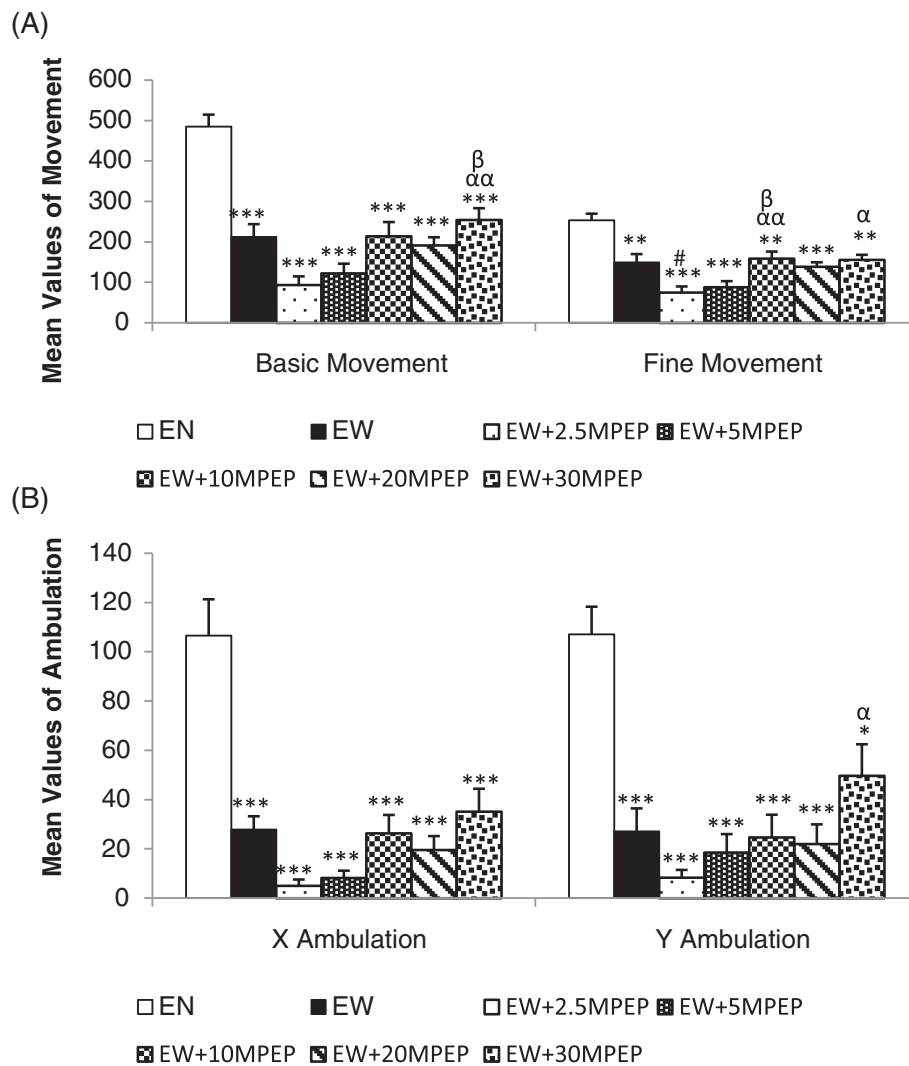 (A)
Mean Values of Movement
600
500
400
300
200
100
0
***
***
***
***
***
β
αα
***
**
#
***
***
β
αα
**
***
α
**
Basic Movement Fine Movement
EN EW EW+2.5MPEP EW+5MPEP
EW+10MPEP EW+20MPEP EW+30MPEP
(B)
Mean Values of Ambulation
140
120
100
80
60
40
20
0
***
***
***
***
***
***
***
***
***
***
***
α
*
X Ambulation Y Ambulation
EN EW EW+2.5MPEP EW+5MPEP
EW+10MPEP EW+20MPEP EW+30MPEP